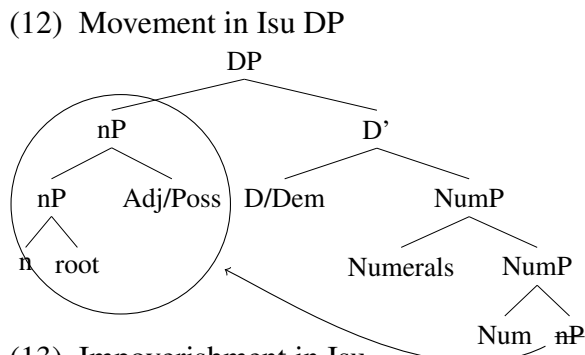 (12) Movement in Isu DP
DP
nP D’
nP Adj/Poss D/Dem NumP
n root Numerals NumP
Num nP
(13) Impoverishment in Isu